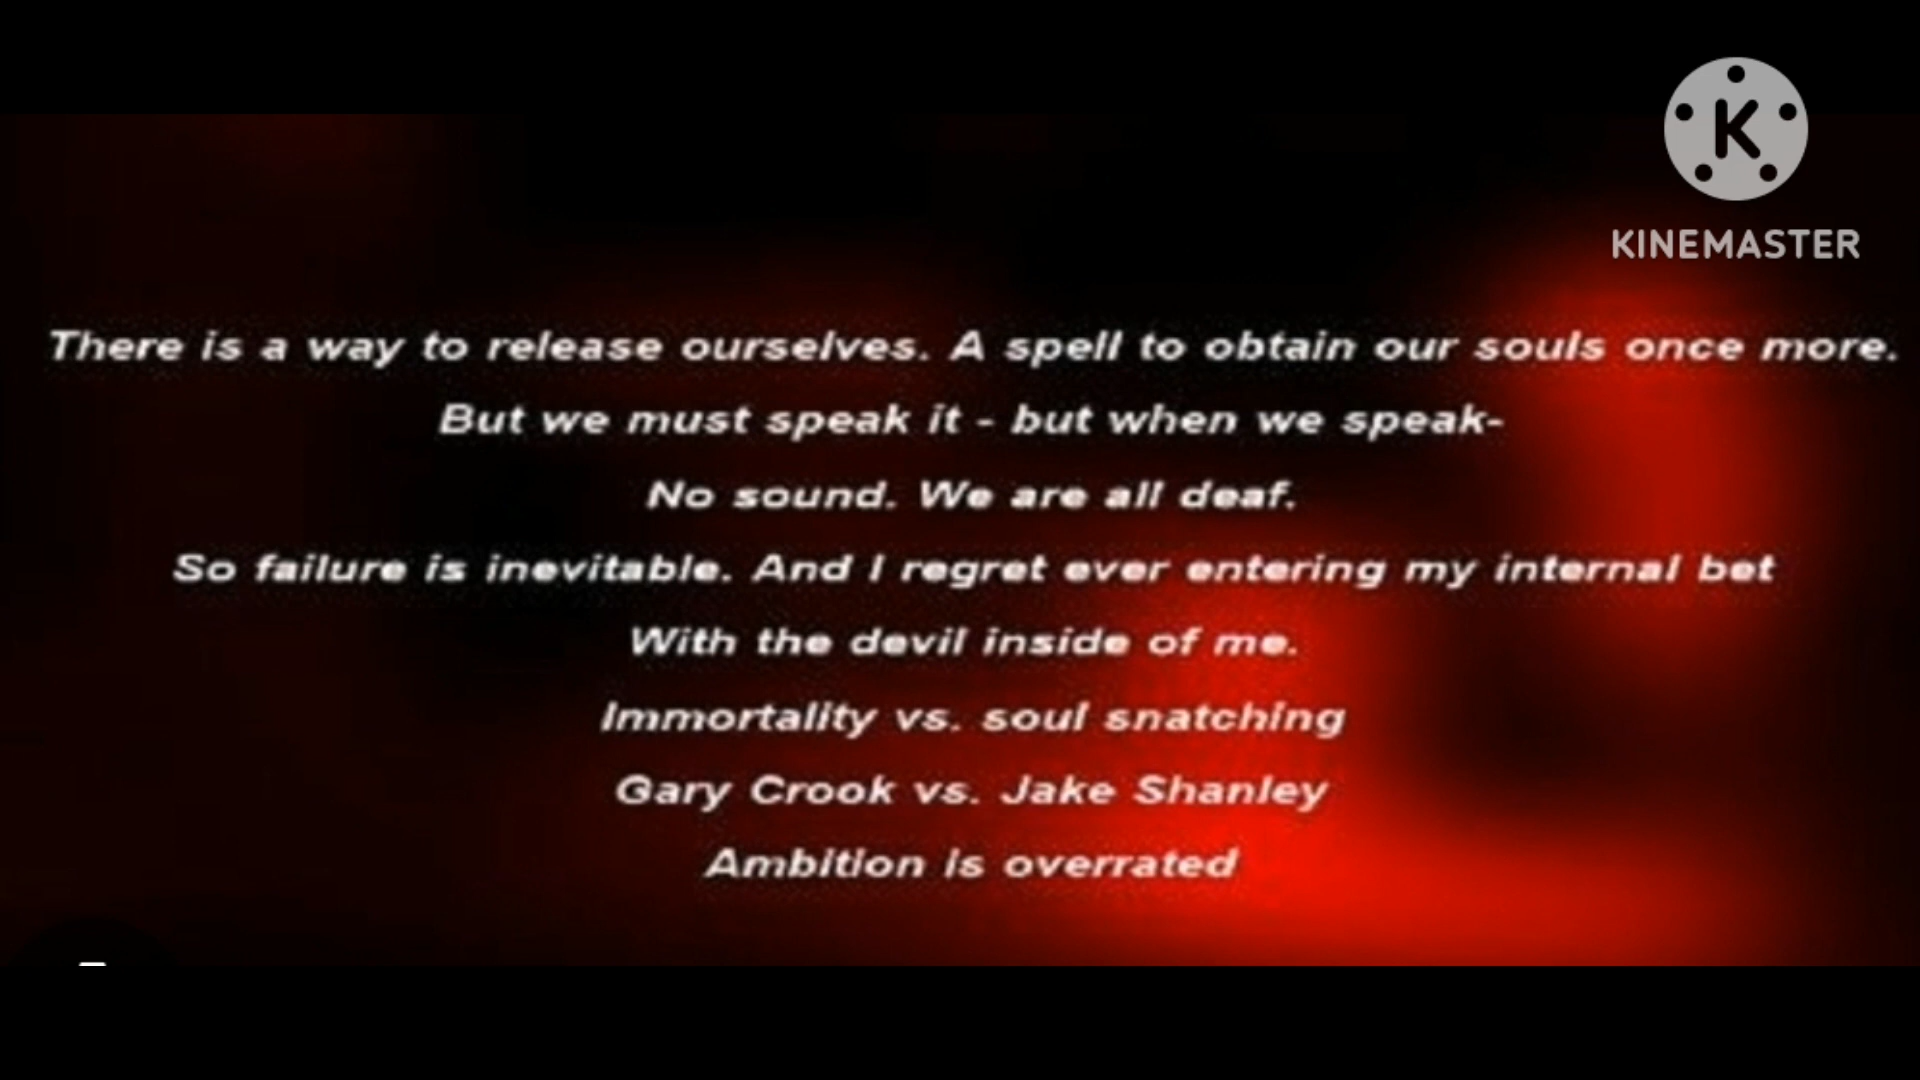 KINEMASTER
There is a way to release ourselves. A spell to obtain our souls once more.
But we must speak it - but when we speak-
No sound. We are all deaf.
So failure is inevitable. And I regret ever entering my internal bet
With the devil inside of me.
Immortality vs. soul snatching
Gary Crook vs. Jake Shanley
Ambition is overrated